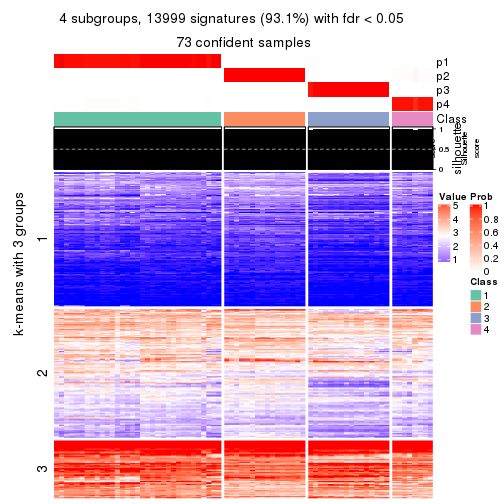 4 subgroups, 13999 signatures (93.1%) with fdr < 0.05
73 confident samples
p1
p2
p3
p4
Class
1
0.5
0
silhouette
Silhouette
score
k-means with 3 groups
1
2
3
Value
5
4
3
2
1
Prob
1
0.8
0.6
0.4
0.2
0
Class
1
2
3
4